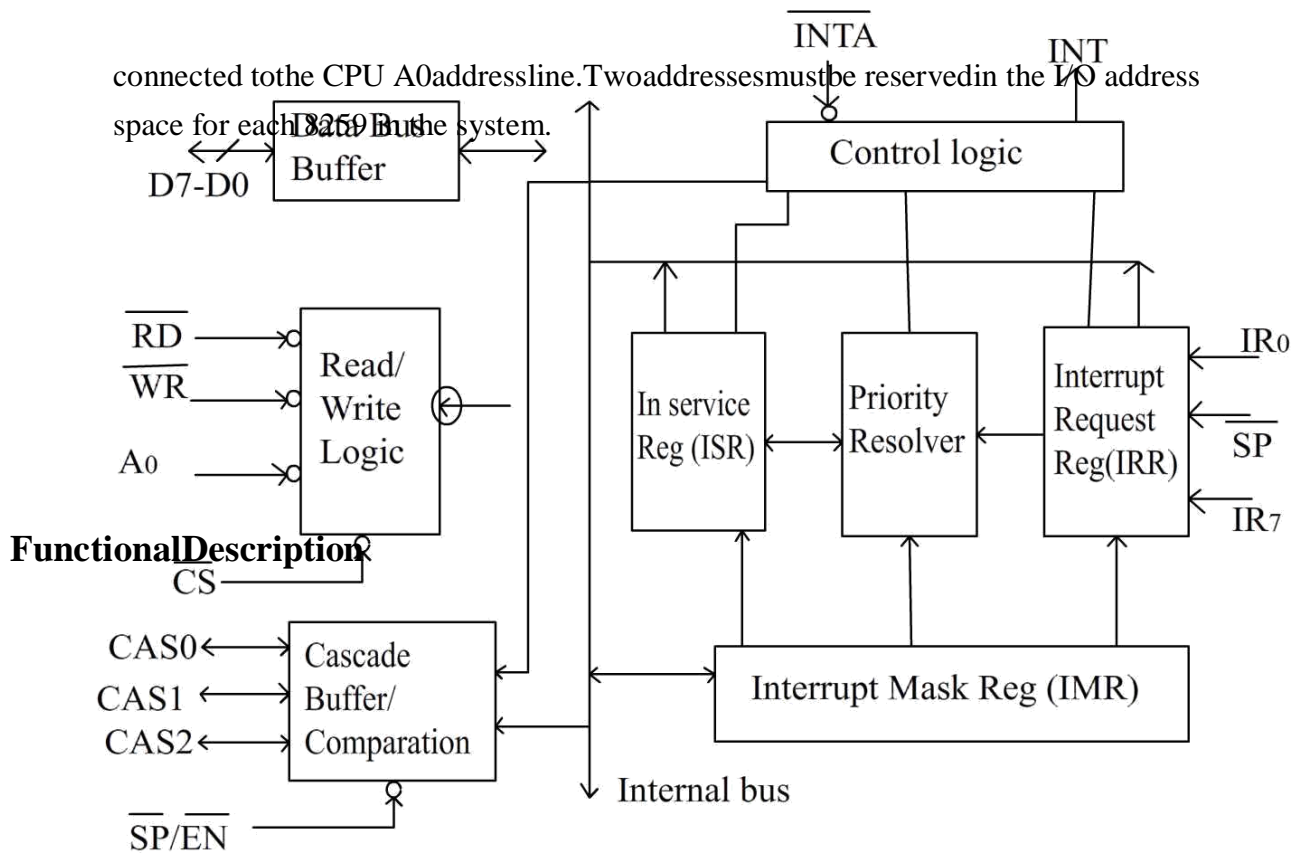 INTA
INT
connected tothe CPU A0addressline.Twoaddressesmustbe reservedin the I/O address
space for each 8259 in the system.
Data Bus
Buffer
D7-D0
Control logic
RD
WR
A0
Read/
Write
Logic
In service
Reg (ISR)
Priority
Resolver
Interrupt
Request
Reg(IRR)
IR0
SP
IR7
FunctionalDescription
CS
CAS0
CAS1
CAS2
Cascade
Buffer/
Comparation
Interrupt Mask Reg (IMR)
Internal bus
SP/EN